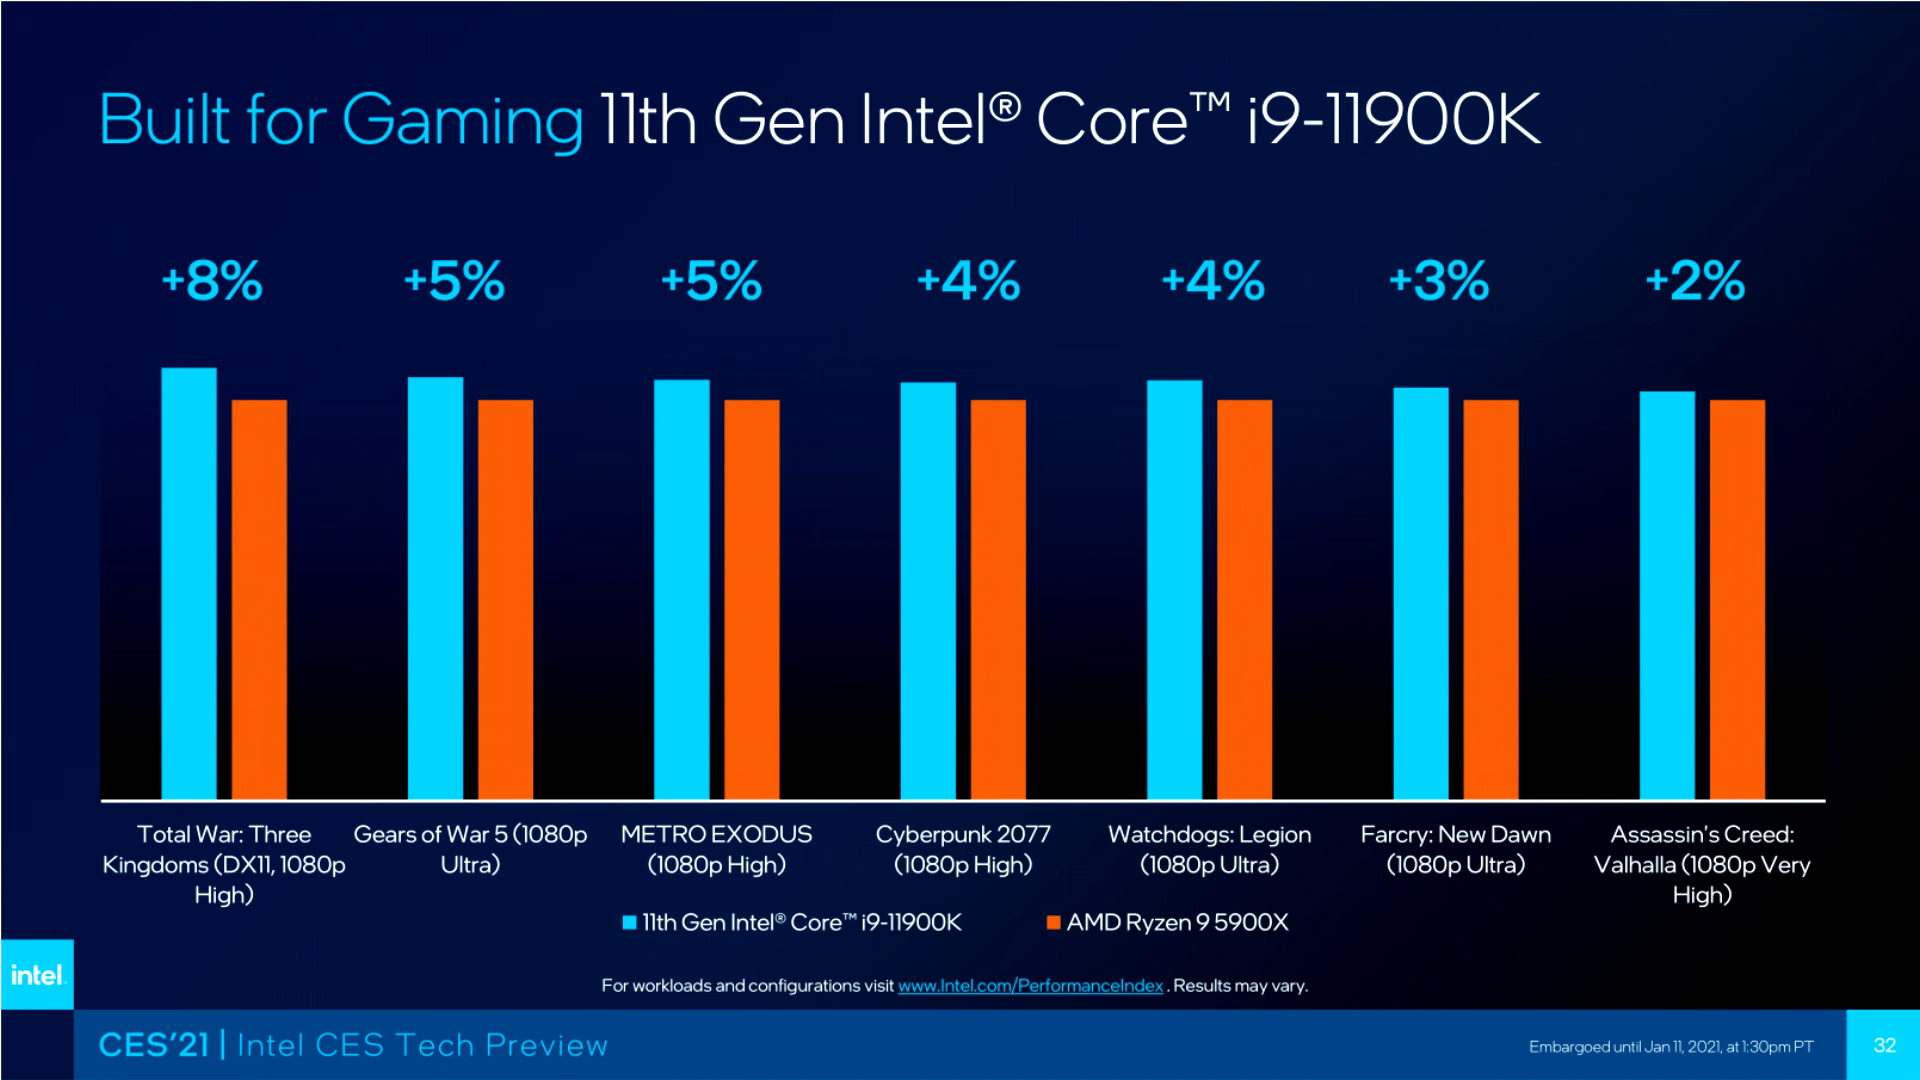 Built for Gaming 11th Gen Intel® Core™ i9-11900K
+8% +5% +5% +4% +4% +3% +2%
Total War: Three
Kingdoms (DX11, 1080p
High)
Gears of War 5 (1080p
Ultra)
METRO EXODUS
(1080p High)
Cyberpunk 2077
(1080p High)
Watchdogs: Legion
(1080p Ultra)
Farcry: New Dawn
(1080p Ultra)
Assassin's Creed:
Valhalla (1080p Very
High)
11th Gen Intel® Core™ i9-11900K
AMD Ryzen 9 5900X
intel.
For workloads and configurations visit www.Intel.com/PerformanceIndex . Results may vary.
CES'21 | Intel CES Tech Preview
Embargoed until Jan 11, 2021, at 1:30pm PT
32